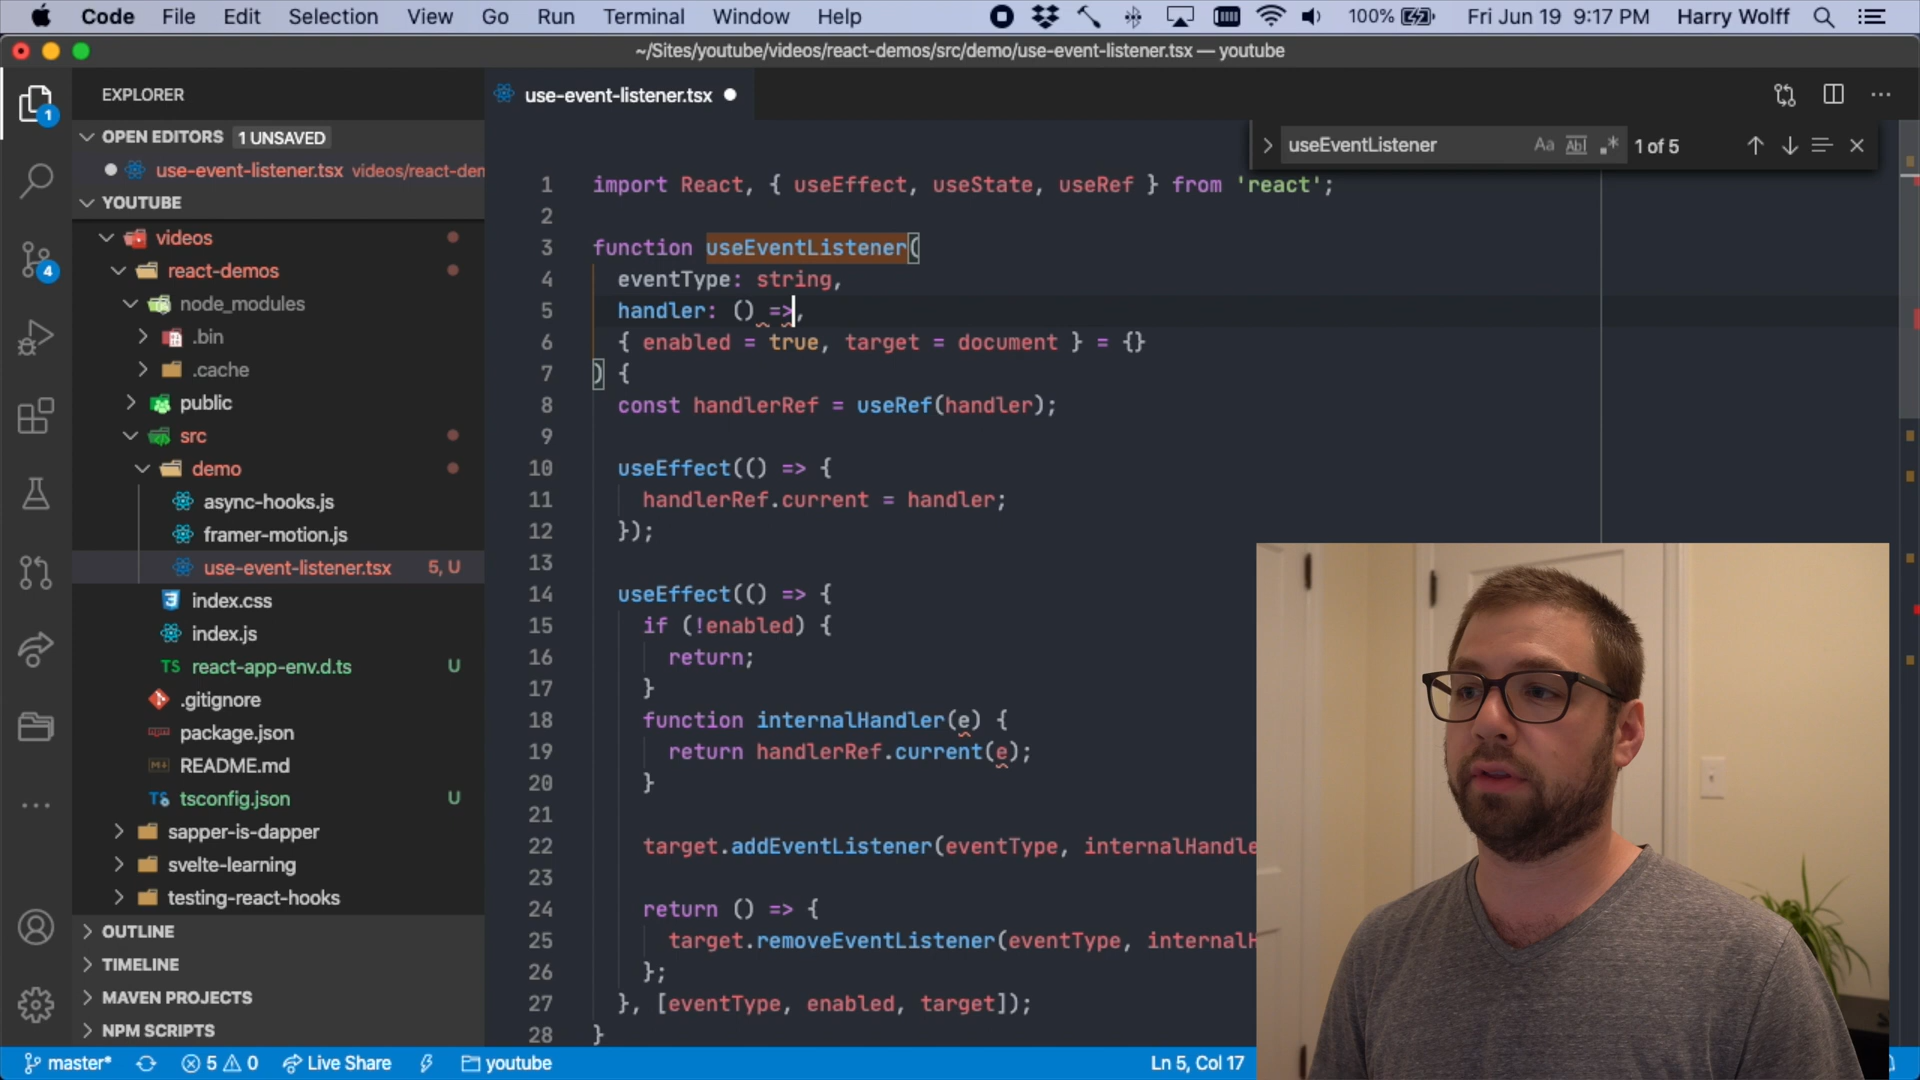 Code File Edit Selection View Go Run Terminal Window Help 100% Fri Jun 19 9:17 PM Harry Wolff
~/Sites/youtube/videos/react-demos/src/demo/use-event-listener.tsx — youtube
EXPLORER
OPEN EDITORS 1 UNSAVED
use-event-listener.tsx videos/react-den
YOUTUBE
videos
react-demos
node_modules
.bin
.cache
public
src
demo
async-hooks.js
framer-motion.js
use-event-listener.tsx 5, U
index.css
index.js
TS react-app-env.d.ts U
.gitignore
package.json
README.md
tsconfig.json U
sapper-is-dapper
svelte-learning
testing-react-hooks
OUTLINE
TIMELINE
MAVEN PROJECTS
NPM SCRIPTS
1
4
use-event-listener.tsx
useEventListener Aa Abl .* 1 of 5
1 import React, { useEffect, useState, useRef } from 'react';
2
3 function useEventListener(
4 eventType: string,
5 handler: () =>,
6 { enabled = true, target = document } = {}
7 ) {
8 const handlerRef = useRef(handler);
9
10 useEffect(() => {
11 handlerRef.current = handler;
12 });
13
14 useEffect(() => {
15 if (!enabled) {
16 return;
17 }
18 function internalHandler(e) {
19 return handlerRef.current(e);
20 }
21
22 target.addEventListener(eventType, internalHandle
23
24 return () => {
25 target.removeEventListener(eventType, internalH
26 };
27 }, [eventType, enabled, target]);
28 }
master* 5 0 Live Share youtube Ln 5, Col 17